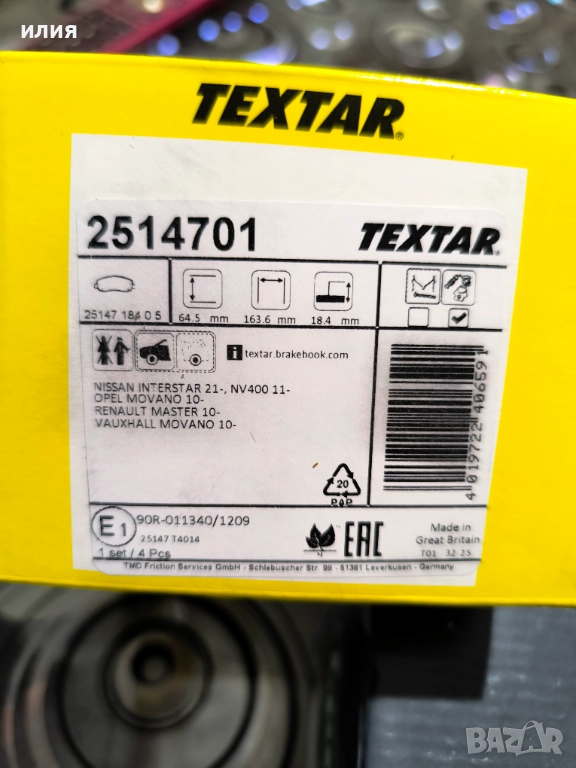 илия
TEXTAR®
2514701 TEXTAR®
25147 184 0 5 64.5 mm 163.6 mm 18.4 mm
i textar.brakebook.com
NISSAN INTERSTAR 21-, NV400 11-
OPEL MOVANO 10-
RENAULT MASTER 10-
VAUXHALL MOVANO 10-
4 019722 406591
20
PAP
E1 90R-011340/1209
25147 T4014
1 set / 4 Pcs
EAC
Made in
Great Britain
T01 32 25
TMD Friction Services GmbH - Schlebuscher Str. 99 - 51381 Leverkusen - Germany
BAZAR